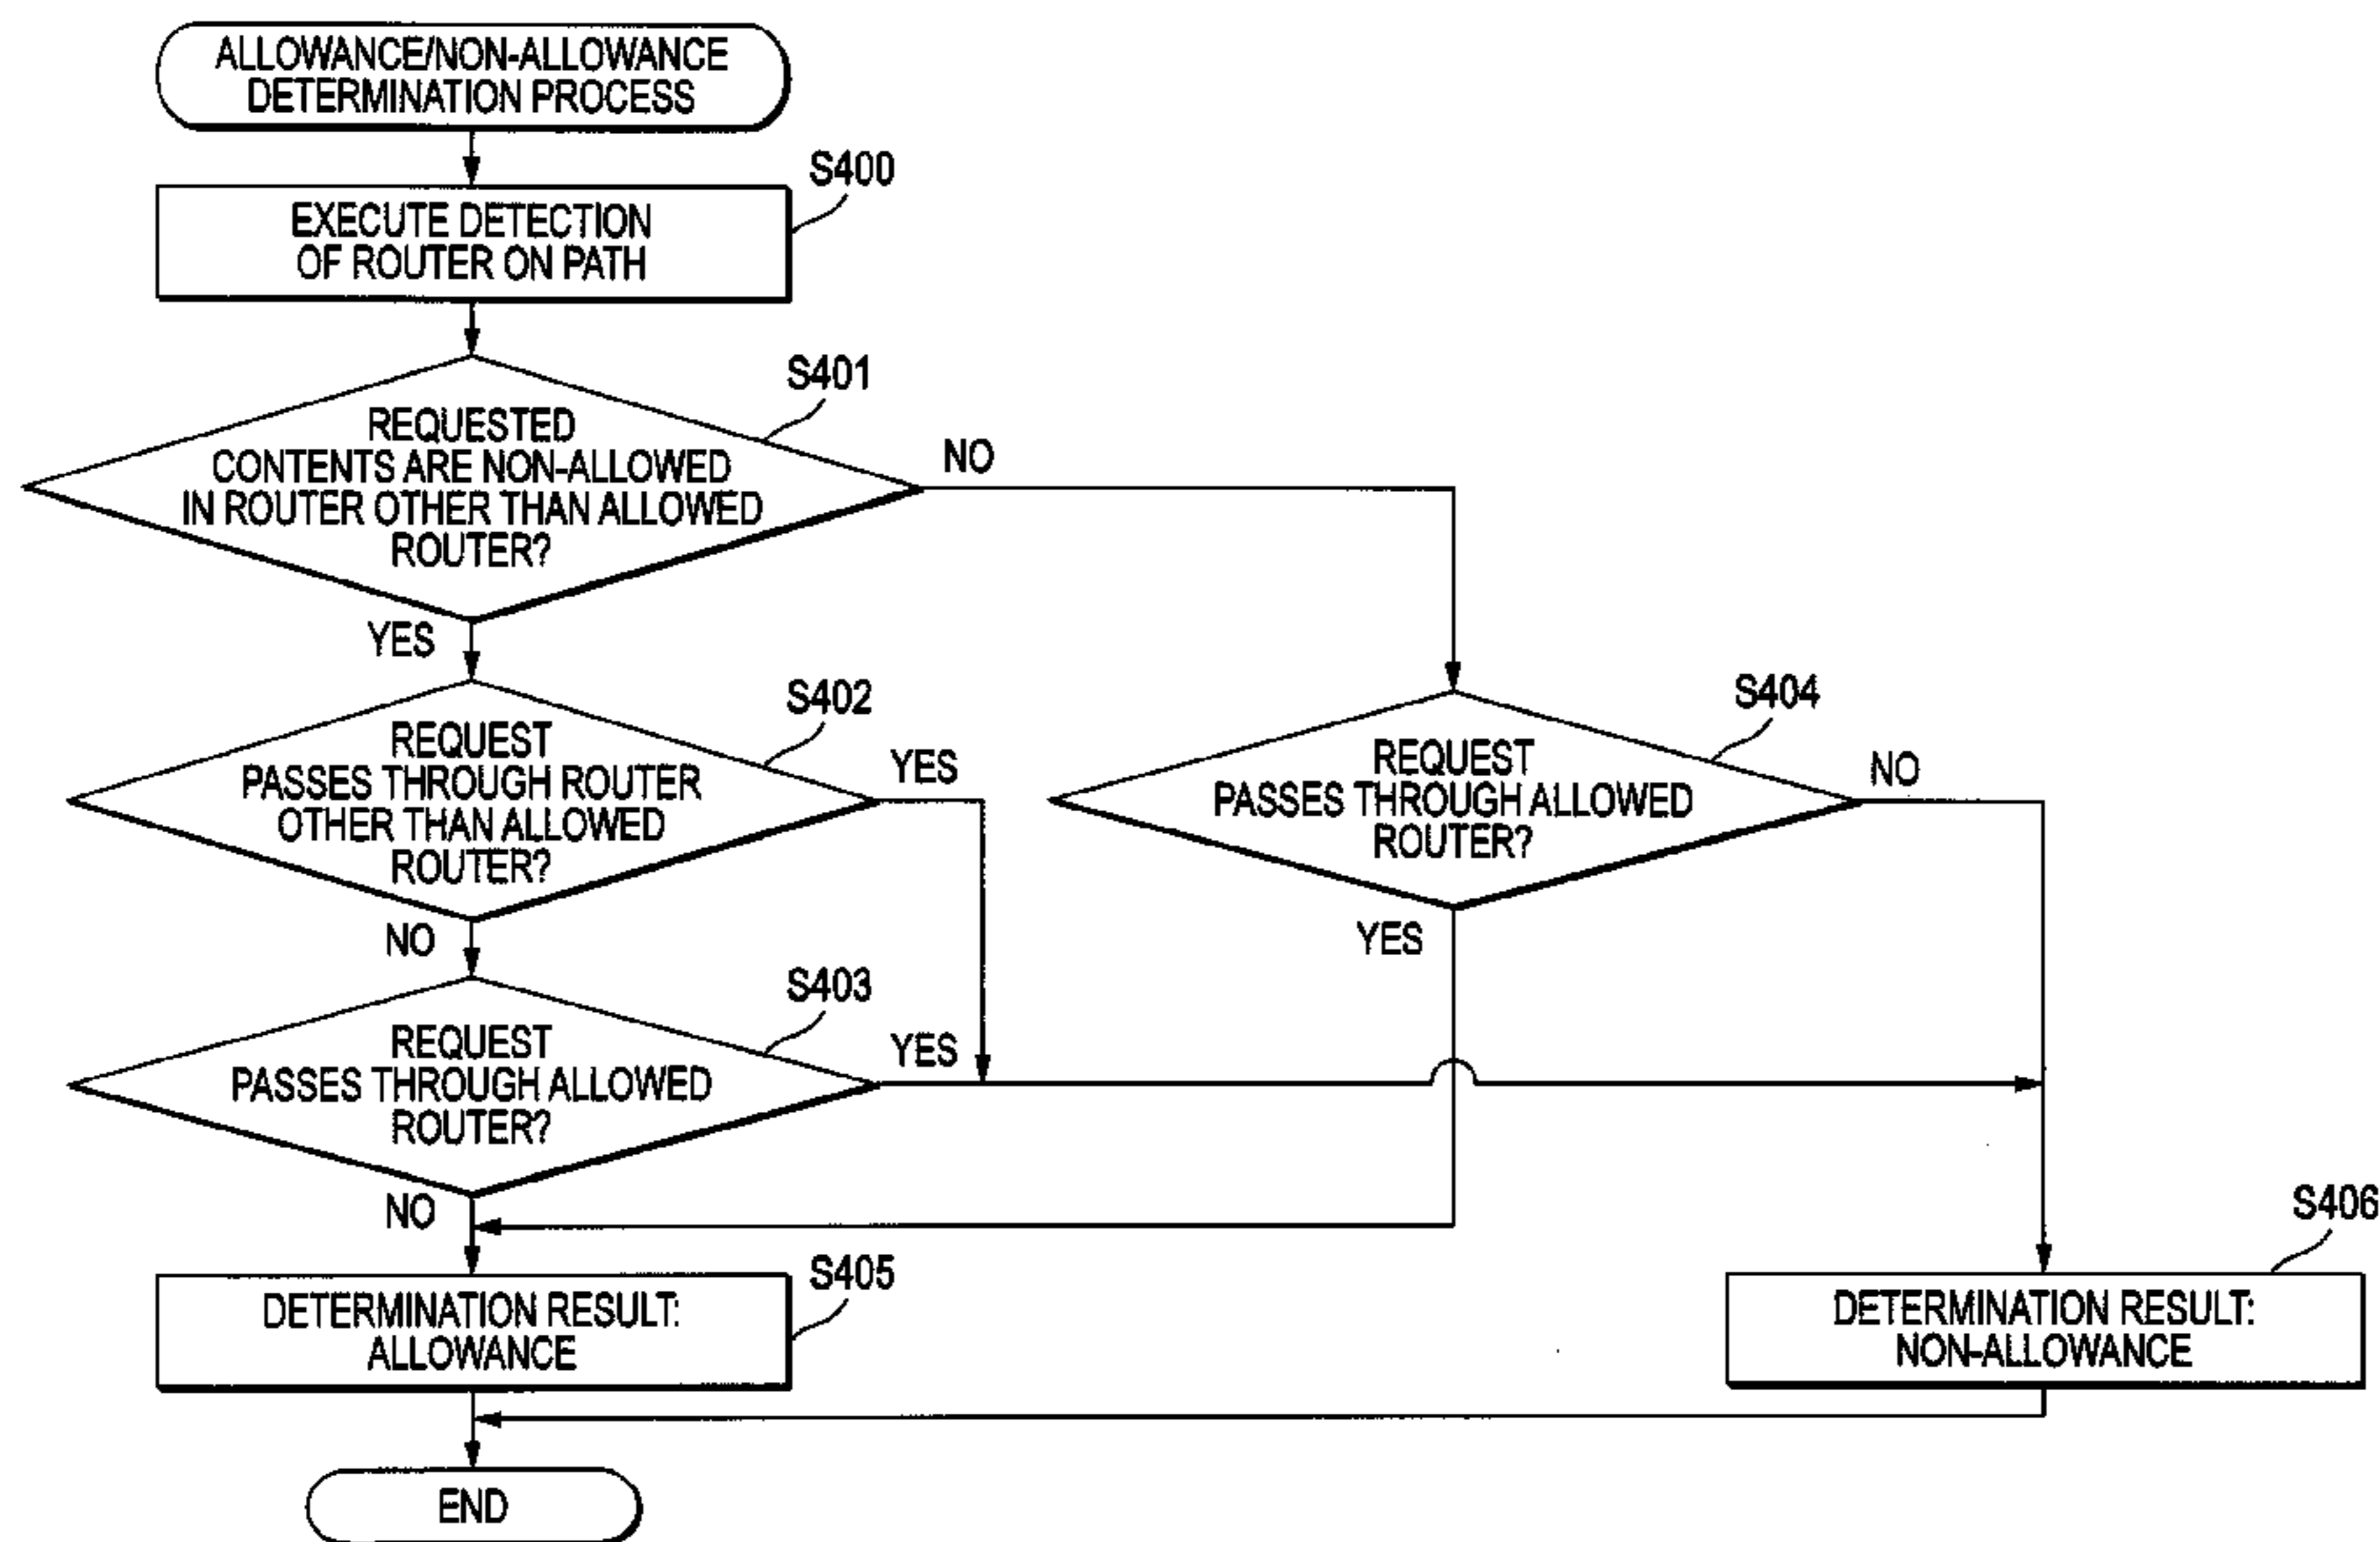 ALLOWANCE/NON-ALLOWANCE
DETERMINATION PROCESS
S400
EXECUTE DETECTION
OF ROUTER ON PATH
S401
REQUESTED
CONTENTS ARE NON-ALLOWED
IN ROUTER OTHER THAN ALLOWED
ROUTER?
NO
YES
S402
REQUEST
PASSES THROUGH ROUTER
OTHER THAN ALLOWED
ROUTER?
YES
NO
S404
REQUEST
PASSES THROUGH ALLOWED
ROUTER?
NO
YES
S403
REQUEST
PASSES THROUGH ALLOWED
ROUTER?
YES
NO
S405
DETERMINATION RESULT:
ALLOWANCE
S406
DETERMINATION RESULT:
NON-ALLOWANCE
END